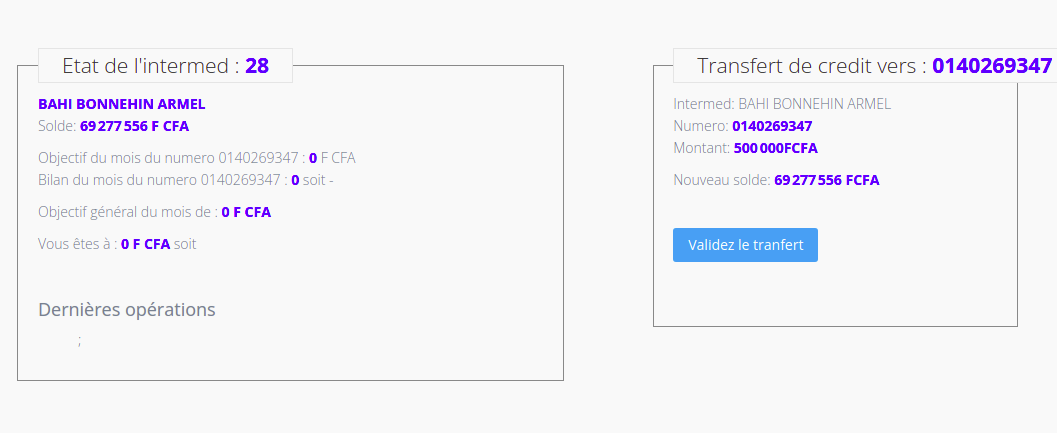 Etat de l'intermed : 28
BAHI BONNEHIN ARMEL
Solde: 69 277 556 F CFA
Objectif du mois du numero 0140269347 : 0 F CFA
Bilan du mois du numero 0140269347 : 0 soit -
Objectif général du mois de : 0 F CFA
Vous êtes à : 0 F CFA soit
Dernières opérations
;
Transfert de credit vers : 0140269347
Intermed: BAHI BONNEHIN ARMEL
Numero: 0140269347
Montant: 500 000FCFA
Nouveau solde: 69 277 556 FCFA
Validez le tranfert